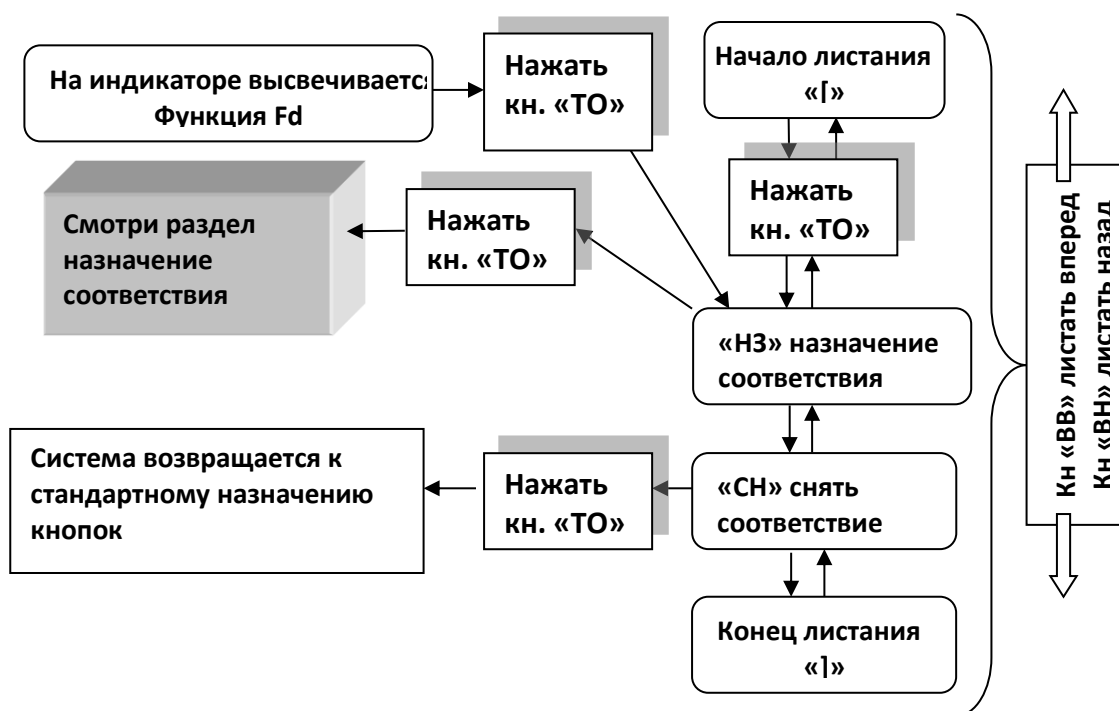 На индикаторе высвечивается
Функция Fd
Нажать
кн. «ТО»
Начало листания
«⌈»
Смотри раздел
назначение
соответствия
Нажать
кн. «ТО»
Нажать
кн. «ТО»
«НЗ» назначение
соответствия
Система возвращается к
стандартному назначению
кнопок
Нажать
кн. «ТО»
«СН» снять
соответствие
Конец листания
«⌉»
Кн «ВВ» листать вперед
Кн «ВН» листать назад